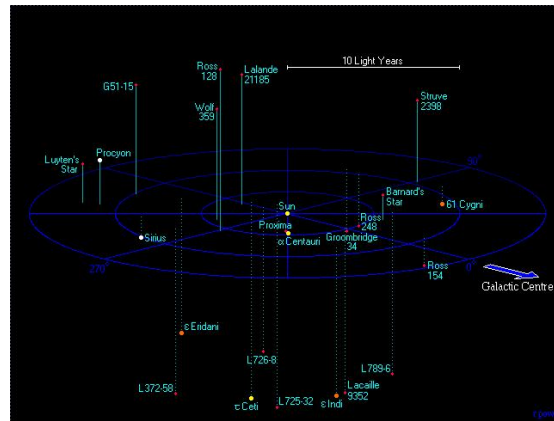 10 Light Years
Ross
128
Lalande
21185
G51-15
Struve
2398
Wolf
359
Procyon
Luyten's
Star
90°
Barnard's
Star
61 Cygni
Sun
Ross
248
Proxima
α Centauri
Groombridge
34
Sirius
270°
0°
Ross
154
Galactic Centre
ε Eridani
L726-8
L789-6
L372-58
τ Ceti
L725-32
ε Indi
Lacaille
9352